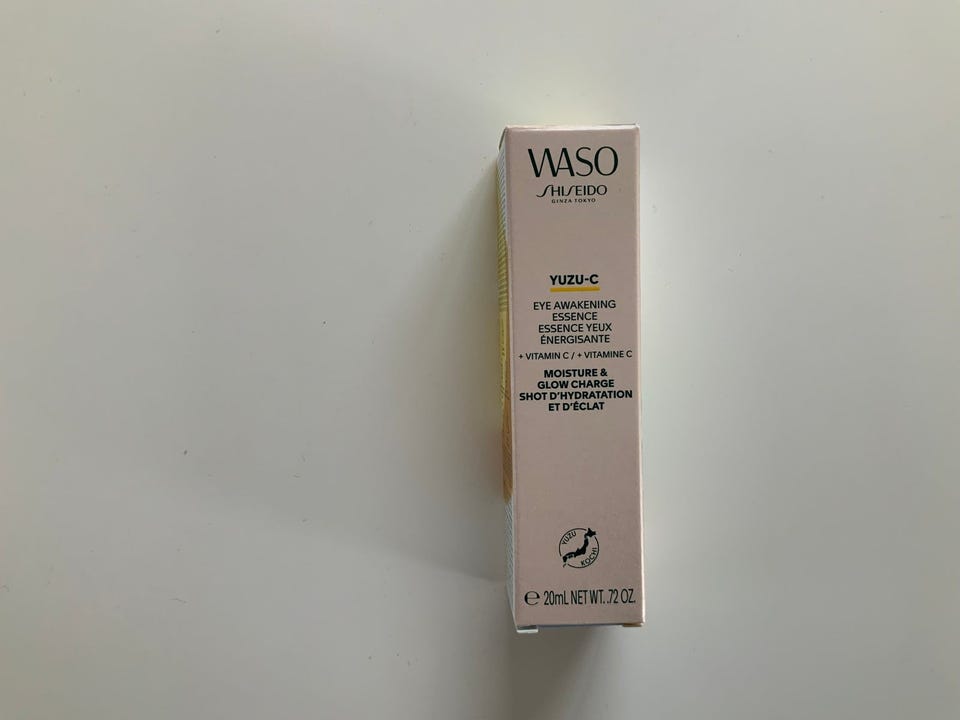 WASO
SHISEIDO
GINZA TOKYO
YUZU-C
EYE AWAKENING
ESSENCE
ESSENCE YEUX
ÉNERGISANTE
+ VITAMIN C / + VITAMINE C
MOISTURE &
GLOW CHARGE
SHOT D'HYDRATATION
ET D'ÉCLAT
YUZU
KOCHI
e 20mL NET WT. .72 OZ.